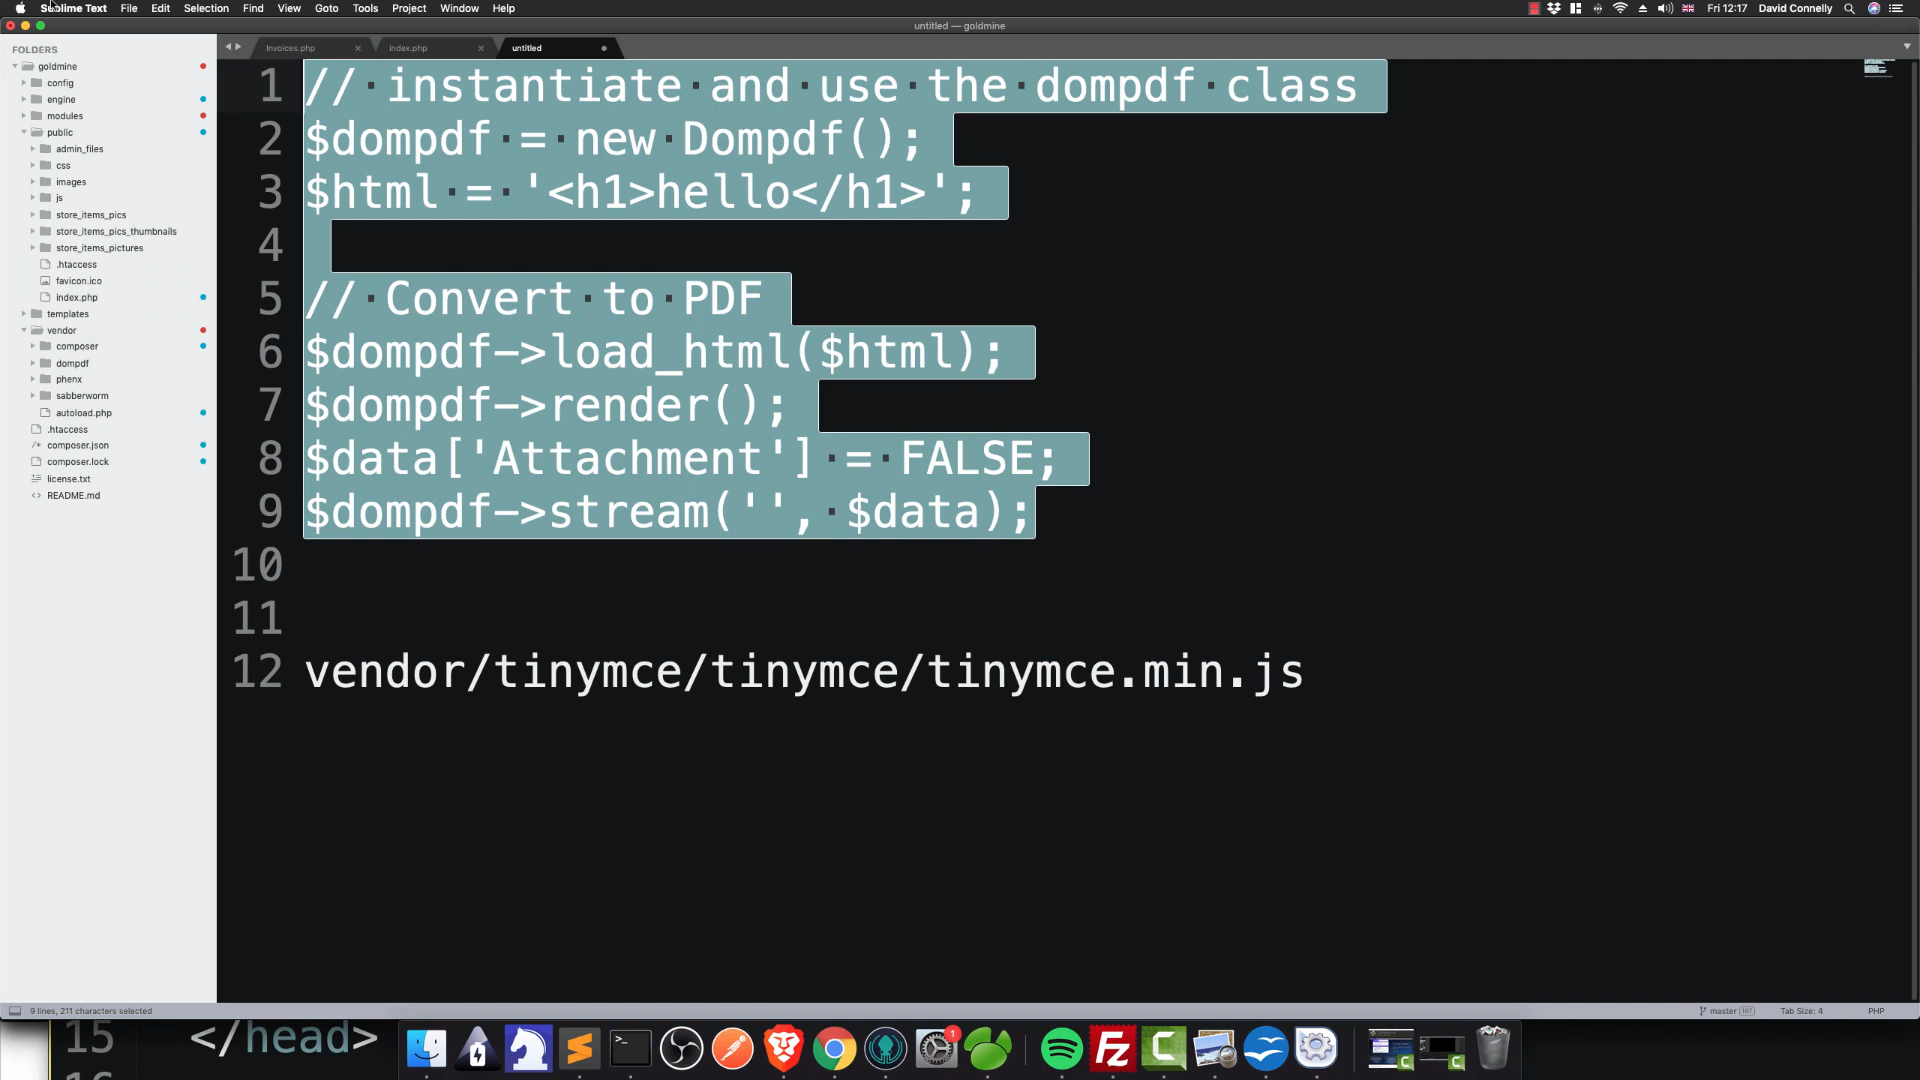 Sublime Text File Edit Selection Find View Goto Tools Project Window Help Fri 12:17 David Connelly
untitled — goldmine
FOLDERS
goldmine
config
engine
modules
public
admin_files
css
images
js
store_items_pics
store_items_pics_thumbnails
store_items_pictures
.htaccess
favicon.ico
index.php
templates
vendor
composer
dompdf
phenx
sabberworm
autoload.php
.htaccess
composer.json
composer.lock
license.txt
README.md
Invoices.php index.php untitled
1 // instantiate and use the dompdf class
2 $dompdf = new Dompdf();
3 $html = '<h1>hello</h1>';
4
5 // Convert to PDF
6 $dompdf->load_html($html);
7 $dompdf->render();
8 $data['Attachment'] = FALSE;
9 $dompdf->stream('', $data);
10
11
12 vendor/tinymce/tinymce/tinymce.min.js
9 lines, 211 characters selected master 197 Tab Size: 4 PHP
15 </head>
1